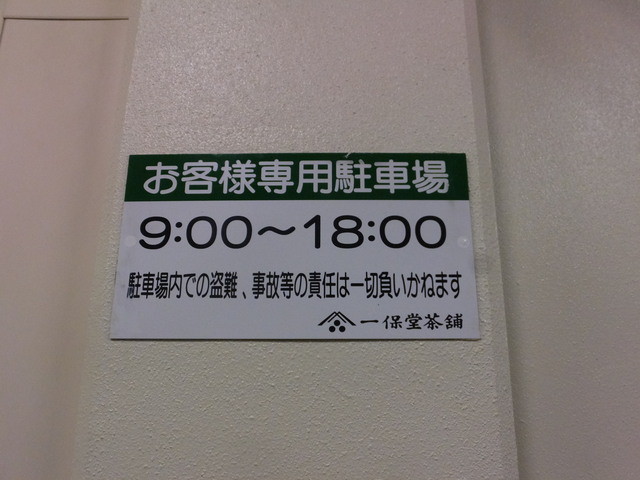 お客様専用駐車場
9:00〜18:00
駐車場内での盗難、事故等の責任は一切負いかねます
一保堂茶舗